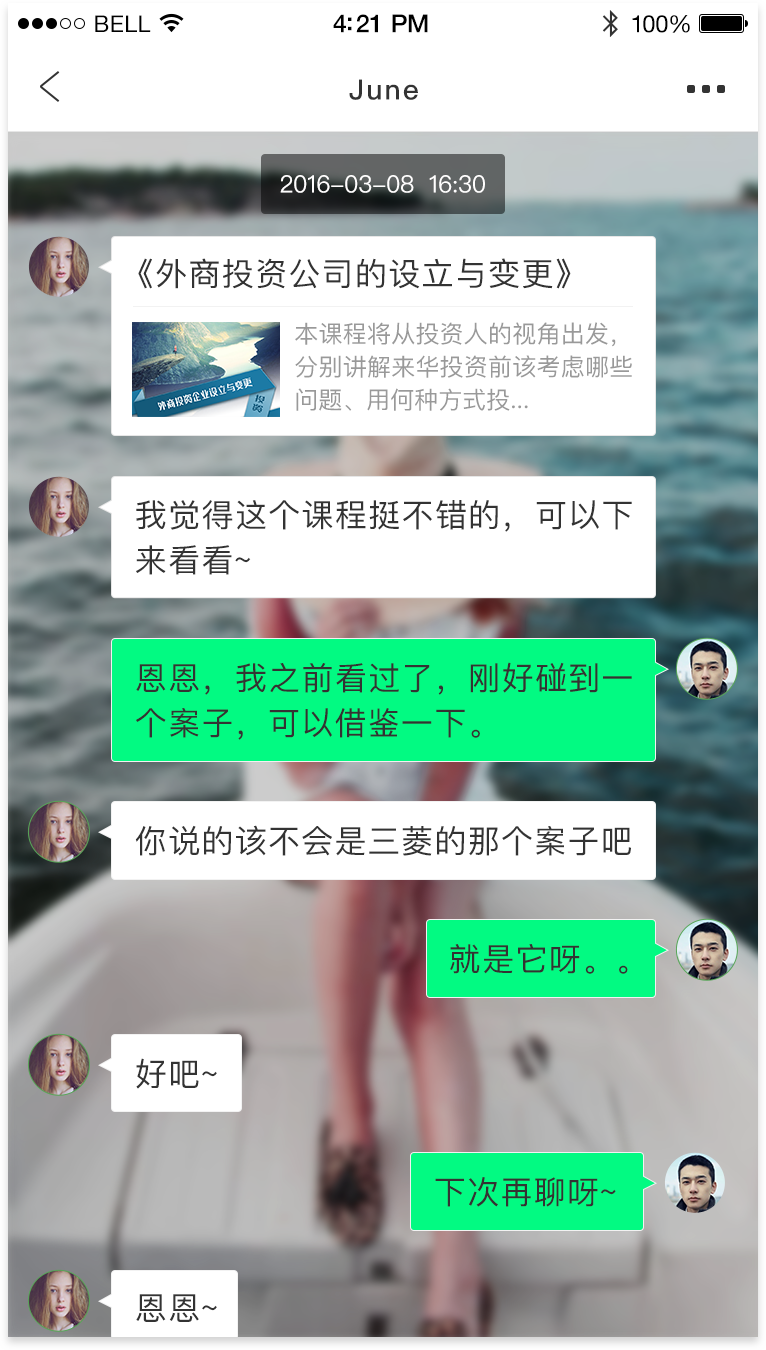 BELL 4:21 PM 100%
June
2016-03-08 16:30
《外商投资公司的设立与变更》
本课程将从投资人的视角出发，
分别讲解来华投资前该考虑哪些
问题、用何种方式投...
外商投资企业设立与变更
投资
我觉得这个课程挺不错的，可以下
来看看~
恩恩，我之前看过了，刚好碰到一
个案子，可以借鉴一下。
你说的该不会是三菱的那个案子吧
就是它呀。。
好吧~
下次再聊呀~
恩恩~